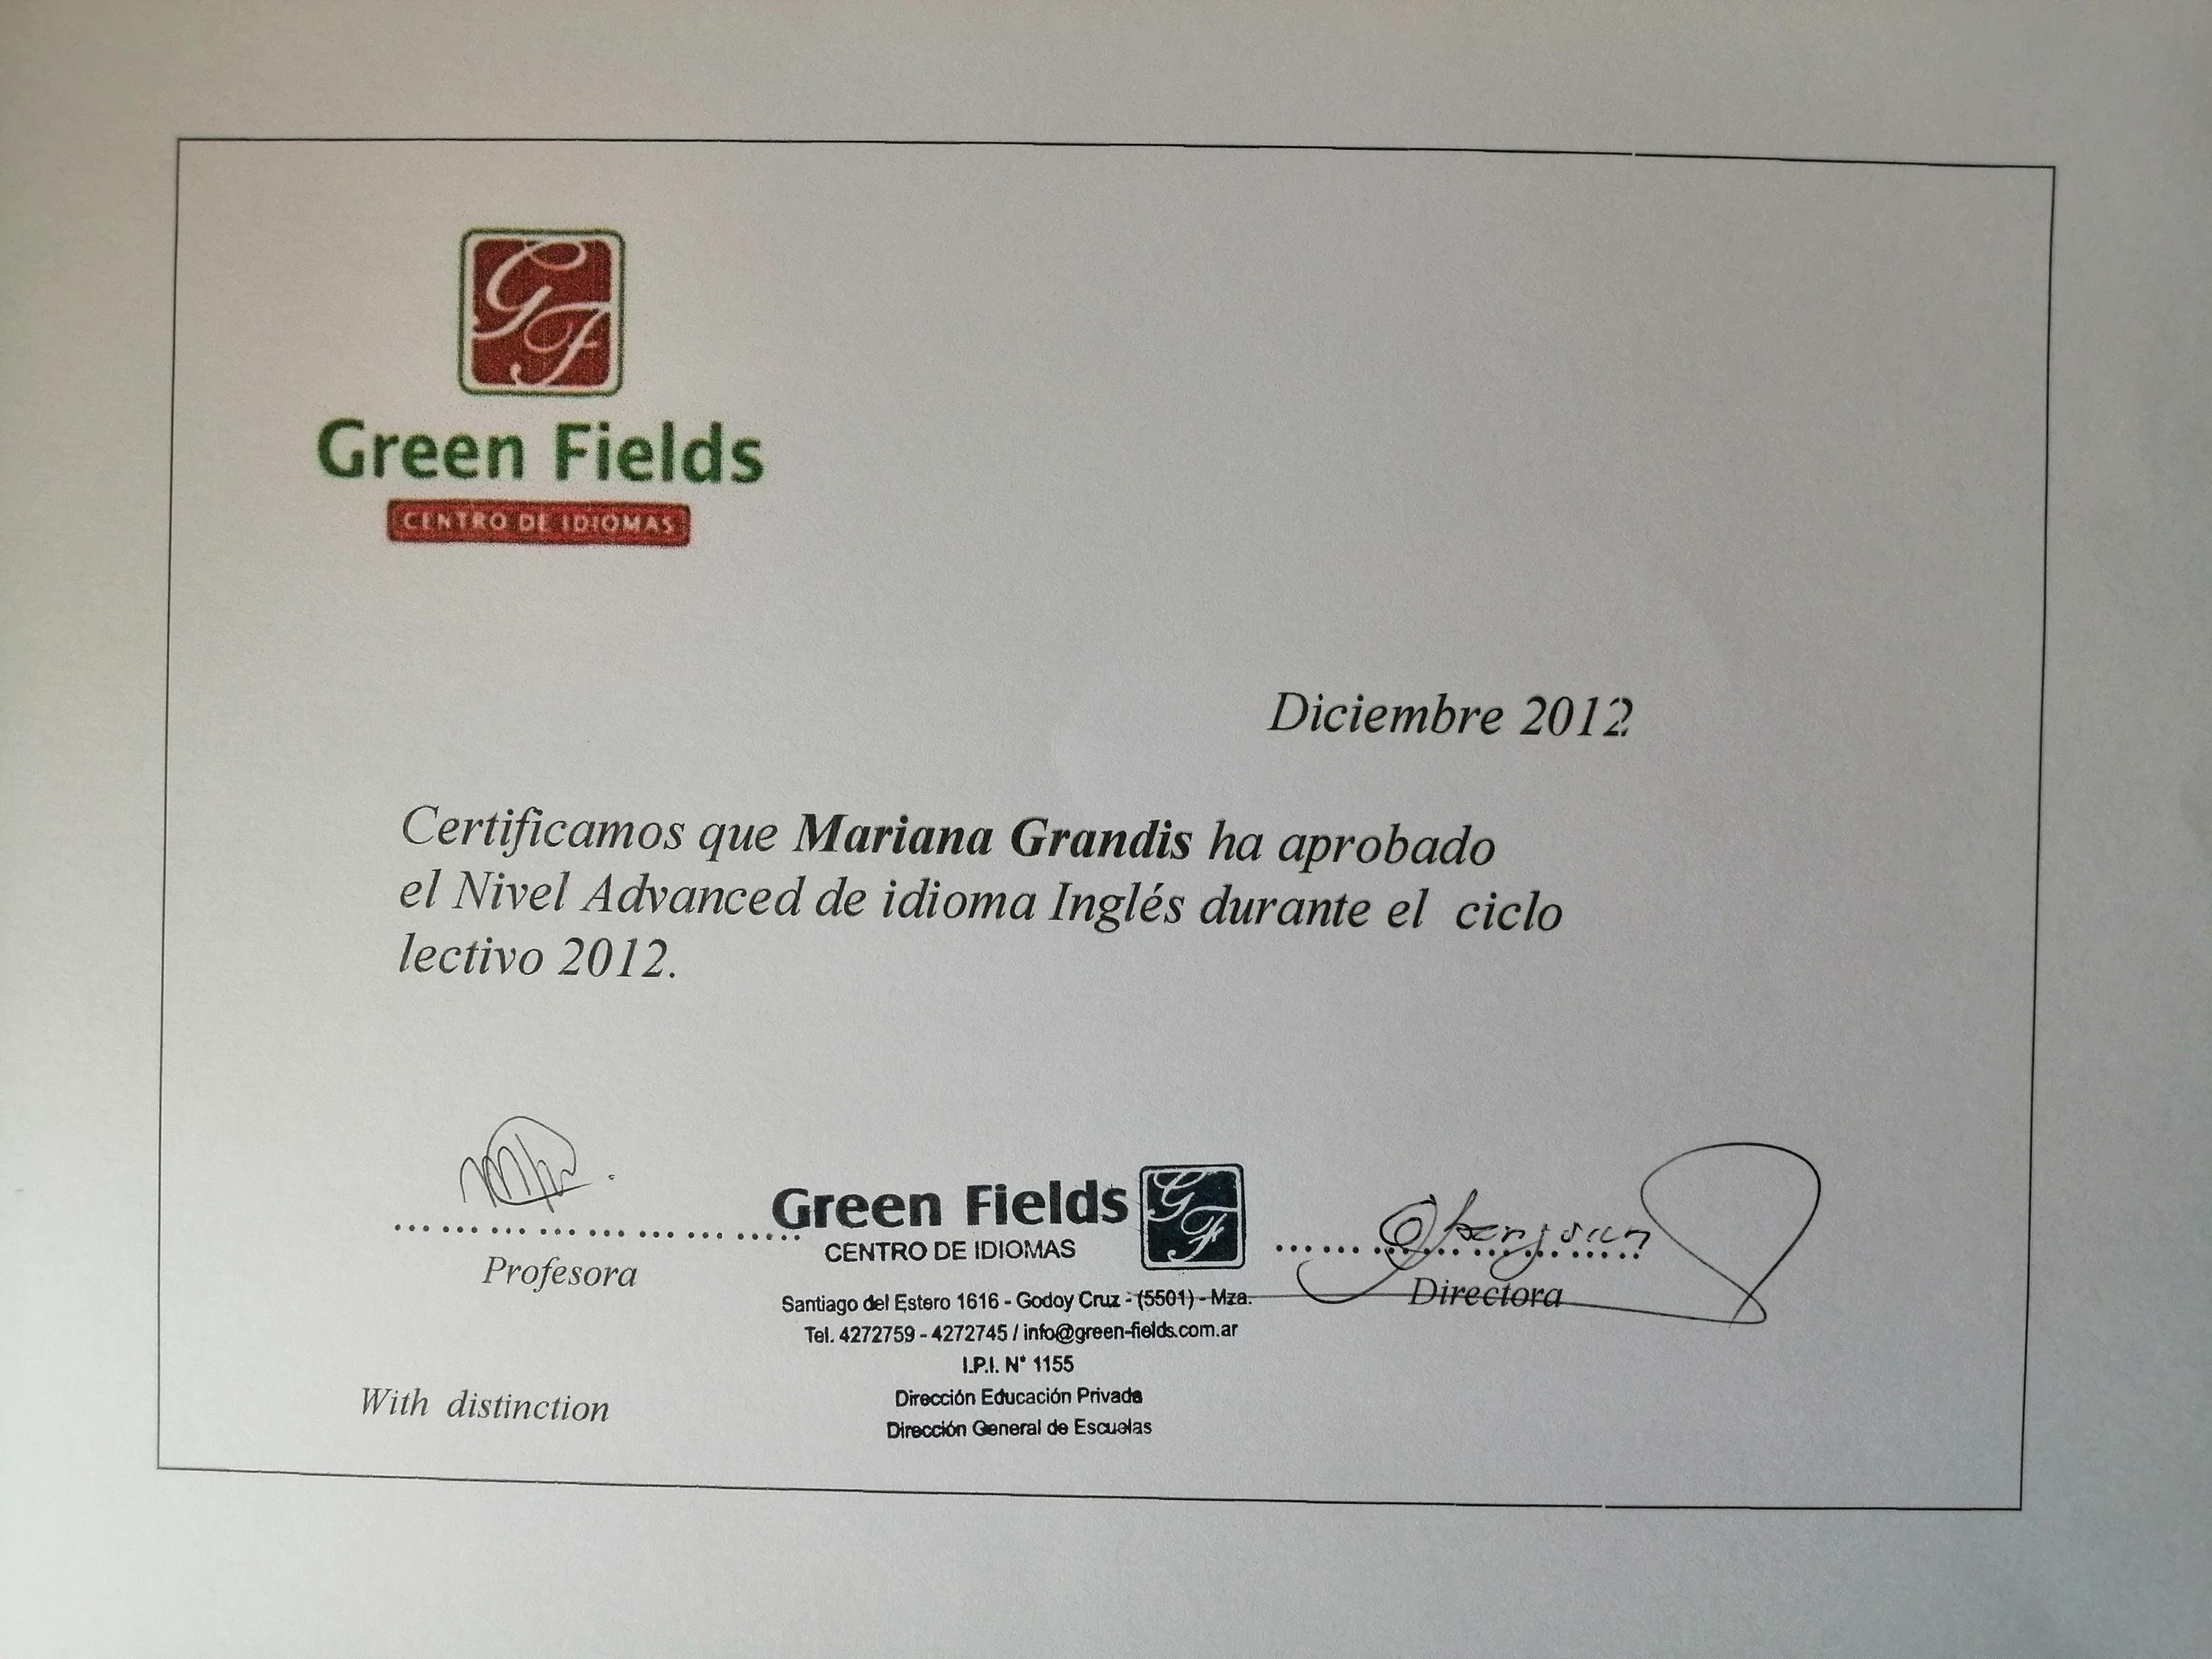 GF
Green Fields
CENTRO DE IDIOMAS
Diciembre 2012
Certificamos que Mariana Grandis ha aprobado
el Nivel Advanced de idioma Inglés durante el ciclo
lectivo 2012.
Profesora
Green Fields GF
CENTRO DE IDIOMAS
Santiago del Estero 1616 - Godoy Cruz - (5501) - Mza.
Tel. 4272759 - 4272745 / info@green-fields.com.ar
I.P.I. N° 1155
Dirección Educación Privada
Dirección General de Escuelas
Directora
With distinction